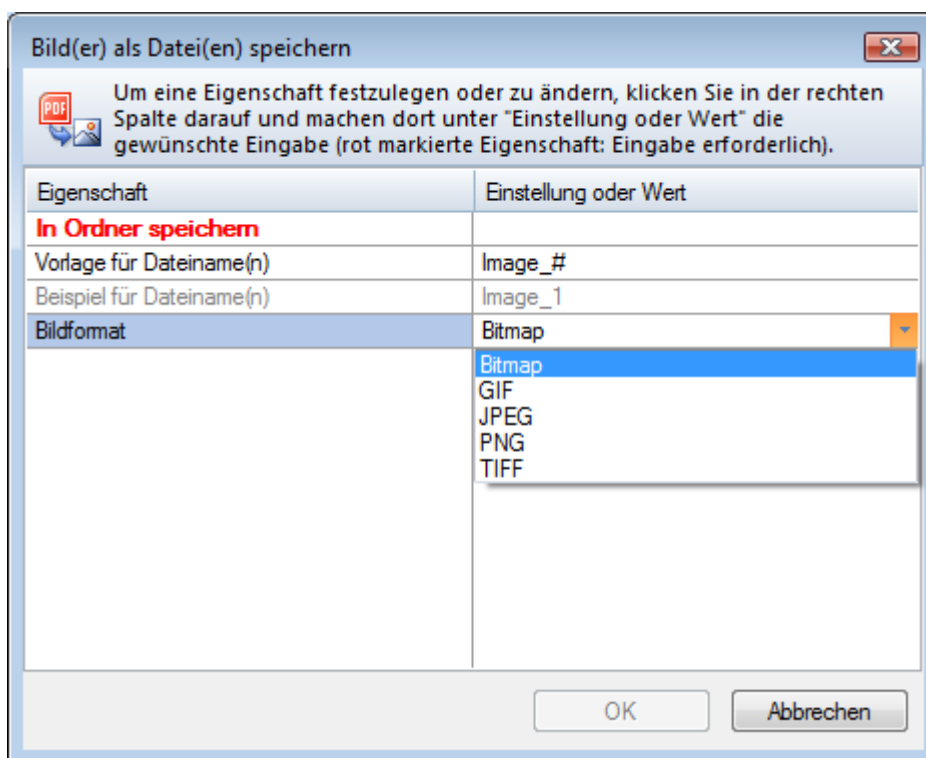 Bild(er) als Datei(en) speichern
PDF
Um eine Eigenschaft festzulegen oder zu ändern, klicken Sie in der rechten
Spalte darauf und machen dort unter "Einstellung oder Wert" die
gewünschte Eingabe (rot markierte Eigenschaft: Eingabe erforderlich).
Eigenschaft Einstellung oder Wert
In Ordner speichern
Vorlage für Dateiname(n) Image_#
Beispiel für Dateiname(n) Image_1
Bildformat Bitmap
Bitmap
GIF
JPEG
PNG
TIFF
OK Abbrechen